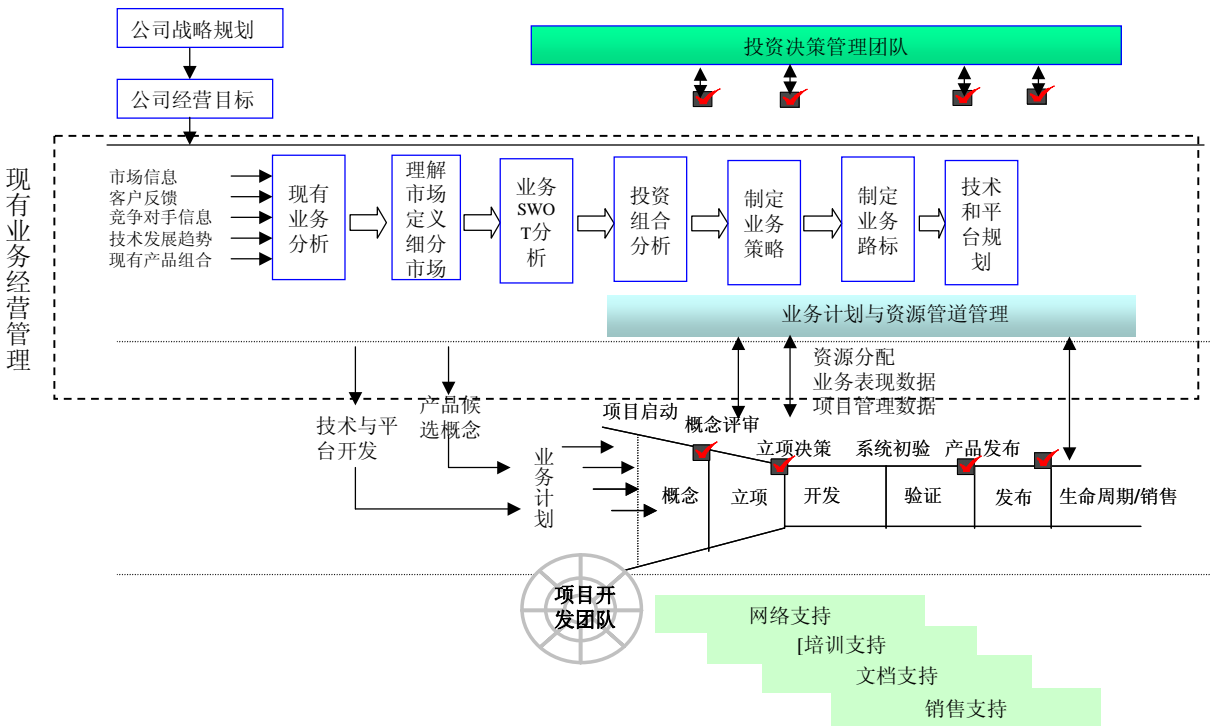 公司战略规划
投资决策管理团队
公司经营目标
现有业务经营管理
市场信息
客户反馈
竞争对手信息
技术发展趋势
现有产品组合
现有
业务
分析
理解
市场
定义
细分
市场
业务
SWO
T分
析
投资
组合
分析
制定
业务
策略
制定
业务
路标
技术
和平
台规
划
业务计划与资源管道管理
资源分配
业务表现数据
项目管理数据
技术与平
台开发
产品候
选概念
业务计划
项目启动
概念评审
立项决策
系统初验
产品发布
概念
立项
开发
验证
发布
生命周期/销售
项目开
发团队
网络支持
[培训支持
文档支持
销售支持